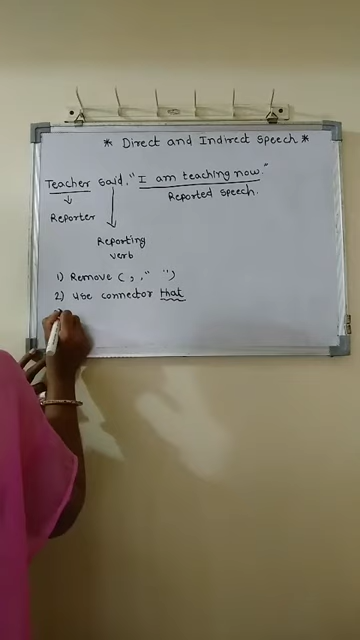 * Direct and Indirect speech *
Teacher said, "I am teaching now."
Reporter
Reported speech.
Reporting
verb
1) Remove ( , . " ")
2) Use connector that